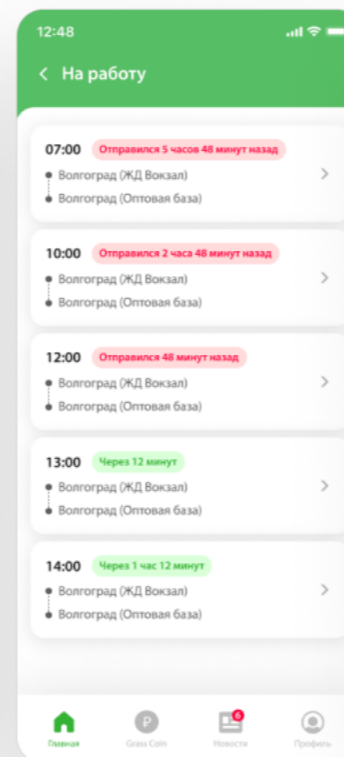 12:48
На работу
07:00 Отправился 5 часов 48 минут назад
Волгоград (ЖД Вокзал)
Волгоград (Оптовая база)
10:00 Отправился 2 часа 48 минут назад
Волгоград (ЖД Вокзал)
Волгоград (Оптовая база)
12:00 Отправился 48 минут назад
Волгоград (ЖД Вокзал)
Волгоград (Оптовая база)
13:00 Через 12 минут
Волгоград (ЖД Вокзал)
Волгоград (Оптовая база)
14:00 Через 1 час 12 минут
Волгоград (ЖД Вокзал)
Волгоград (Оптовая база)
₽ 6
Главная Grass Coin Новости Профиль